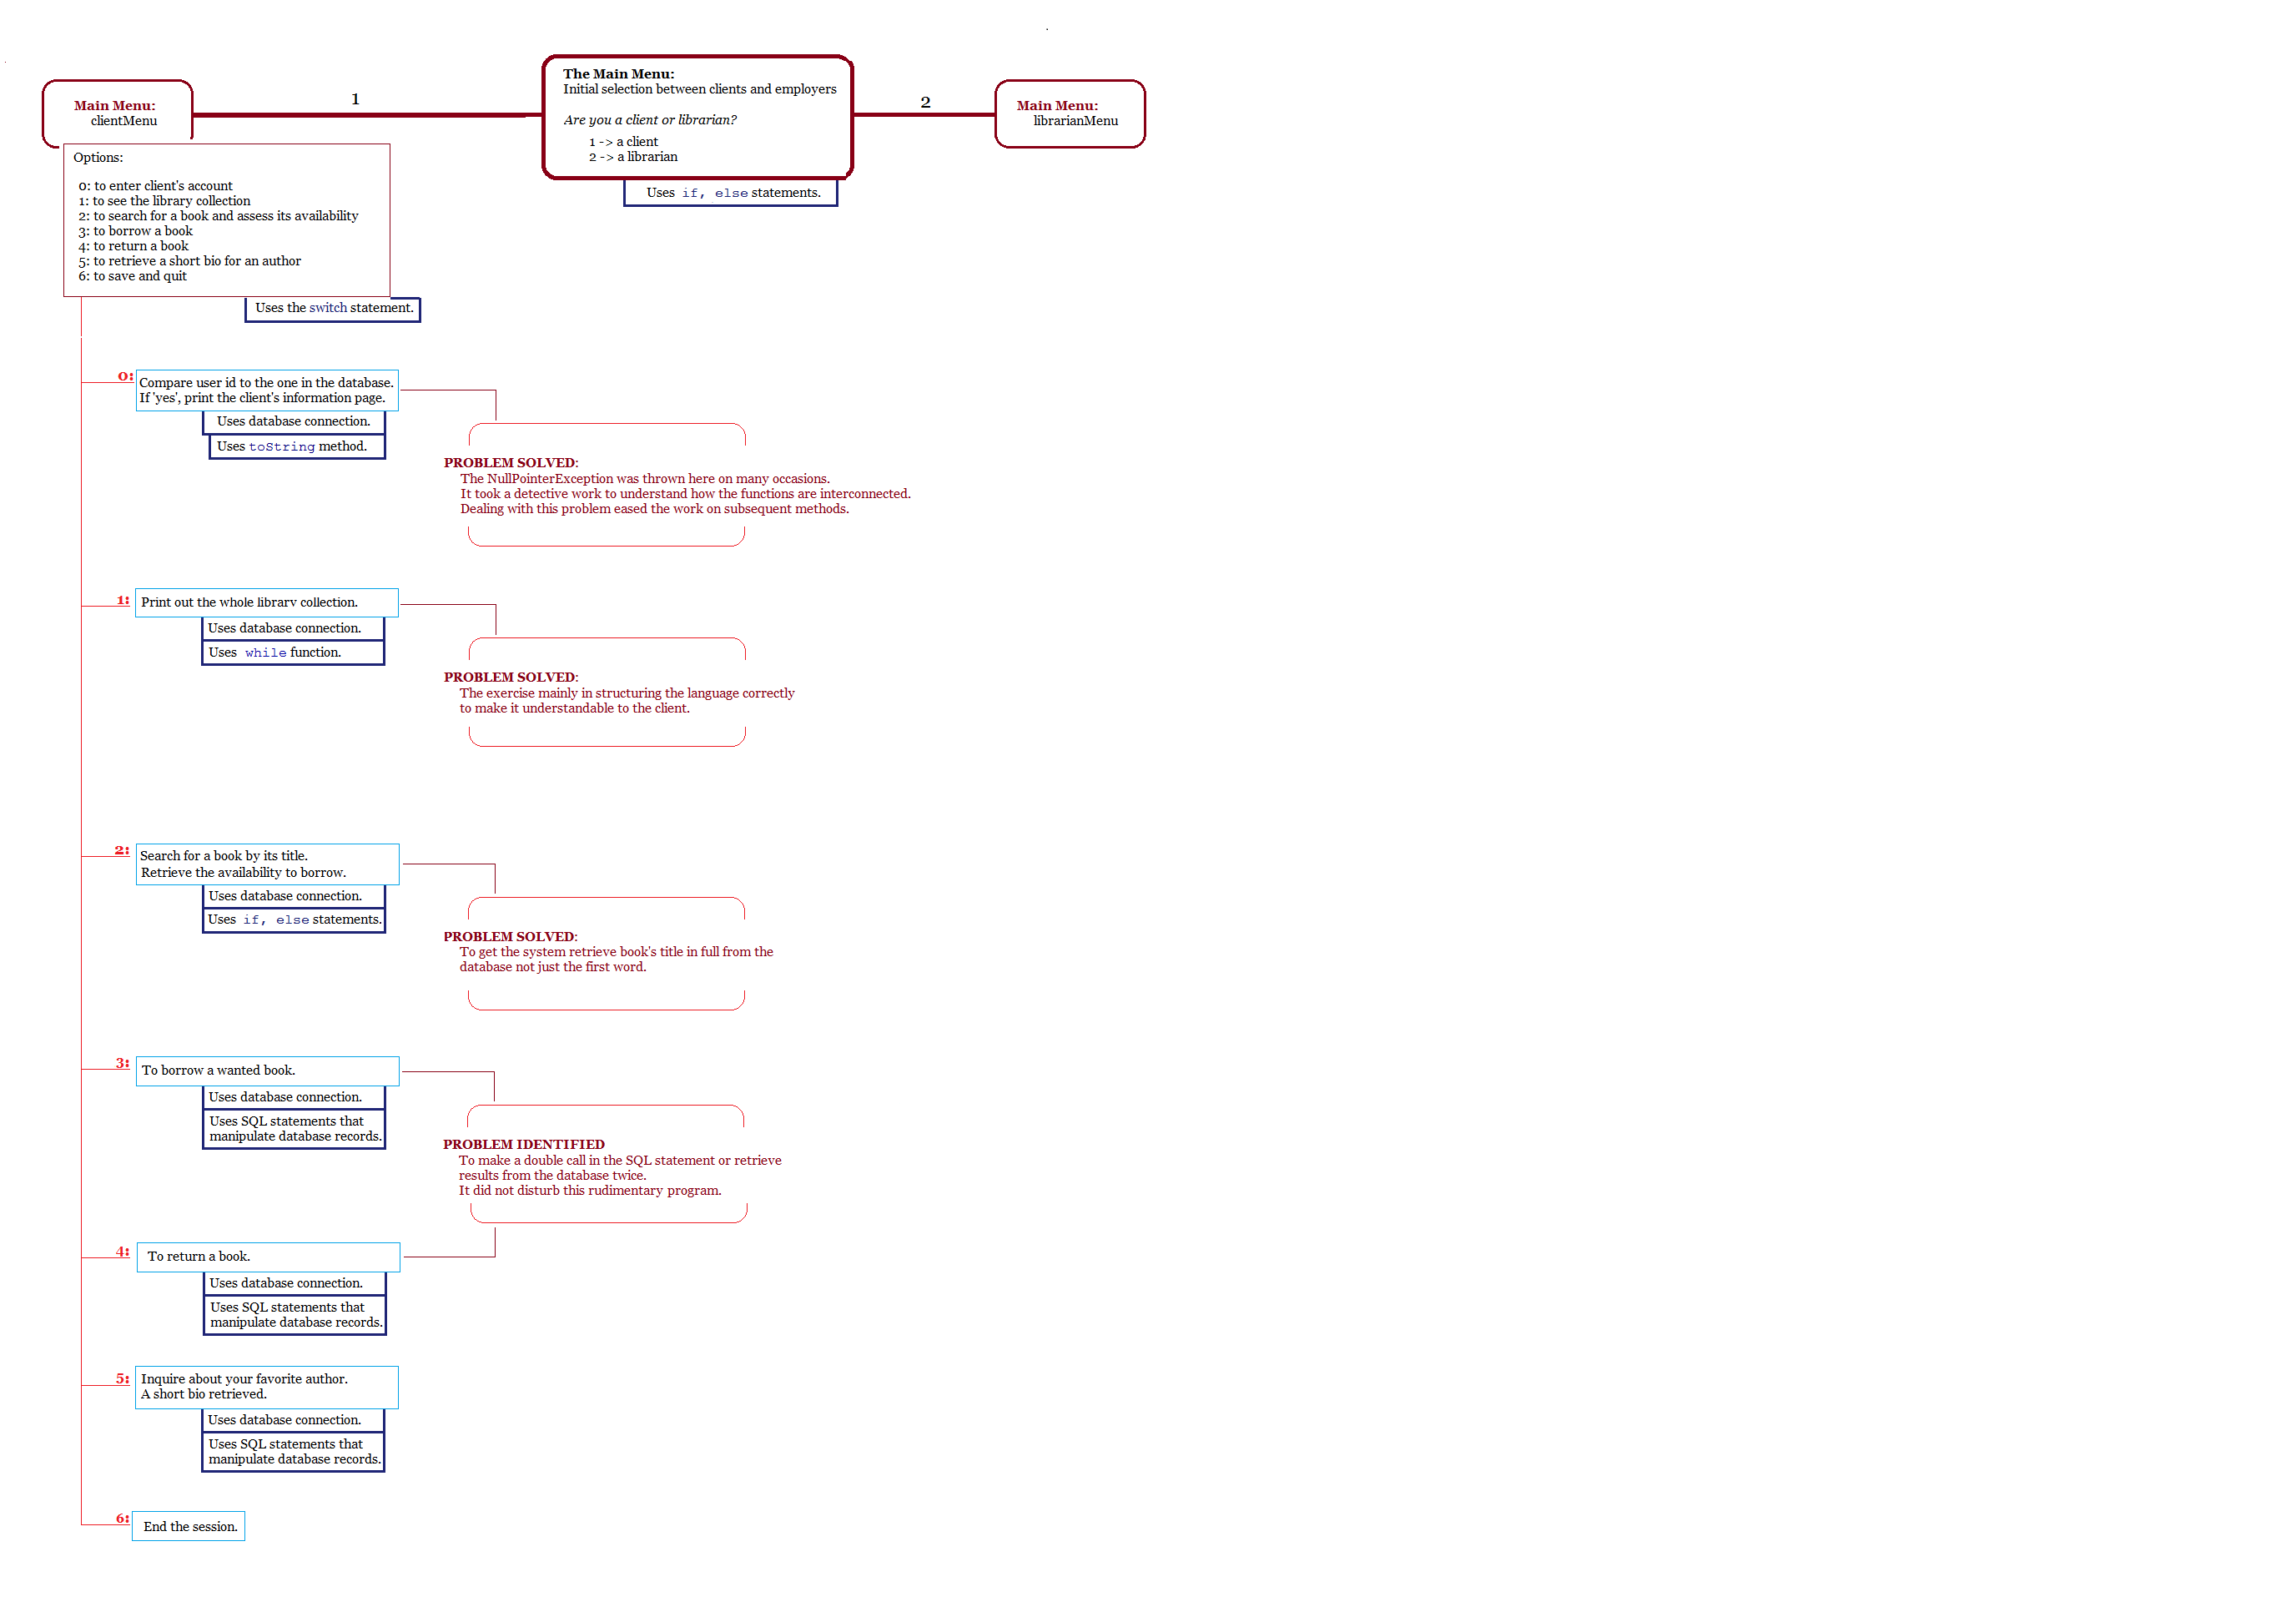 Main Menu:
clientMenu
1
The Main Menu:
Initial selection between clients and employers
Are you a client or librarian?
1 -> a client
2 -> a librarian
Uses if, else statements.
2
Main Menu:
librarianMenu
Options:
0: to enter client's account
1: to see the library collection
2: to search for a book and assess its availability
3: to borrow a book
4: to return a book
5: to retrieve a short bio for an author
6: to save and quit
Uses the switch statement.
0:
Compare user id to the one in the database.
If 'yes', print the client's information page.
Uses database connection.
Uses toString method.
PROBLEM SOLVED:
The NullPointerException was thrown here on many occasions.
It took a detective work to understand how the functions are interconnected.
Dealing with this problem eased the work on subsequent methods.
1:
Print out the whole library collection.
Uses database connection.
Uses while function.
PROBLEM SOLVED:
The exercise mainly in structuring the language correctly
to make it understandable to the client.
2:
Search for a book by its title.
Retrieve the availability to borrow.
Uses database connection.
Uses if, else statements.
PROBLEM SOLVED:
To get the system retrieve book's title in full from the
database not just the first word.
3:
To borrow a wanted book.
Uses database connection.
Uses SQL statements that
manipulate database records.
PROBLEM IDENTIFIED
To make a double call in the SQL statement or retrieve
results from the database twice.
It did not disturb this rudimentary program.
4:
To return a book.
Uses database connection.
Uses SQL statements that
manipulate database records.
5:
Inquire about your favorite author.
A short bio retrieved.
Uses database connection.
Uses SQL statements that
manipulate database records.
6:
End the session.